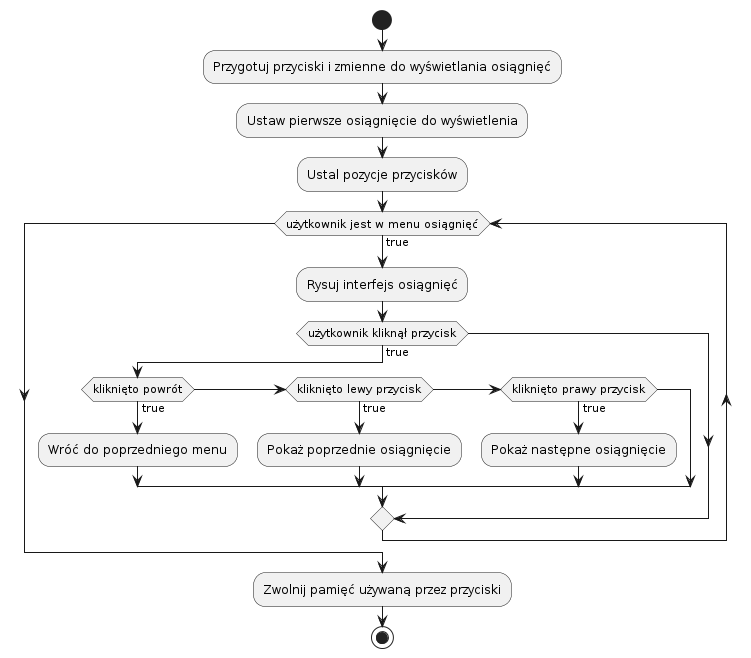 Przygotuj przyciski i zmienne do wyświetlania osiągnięć
Ustaw pierwsze osiągnięcie do wyświetlenia
Ustal pozycje przycisków
użytkownik jest w menu osiągnięć
true
Rysuj interfejs osiągnięć
użytkownik kliknął przycisk
true
kliknięto powrót
kliknięto lewy przycisk
kliknięto prawy przycisk
true
true
true
Wróć do poprzedniego menu
Pokaż poprzednie osiągnięcie
Pokaż następne osiągnięcie
Zwolnij pamięć używaną przez przyciski